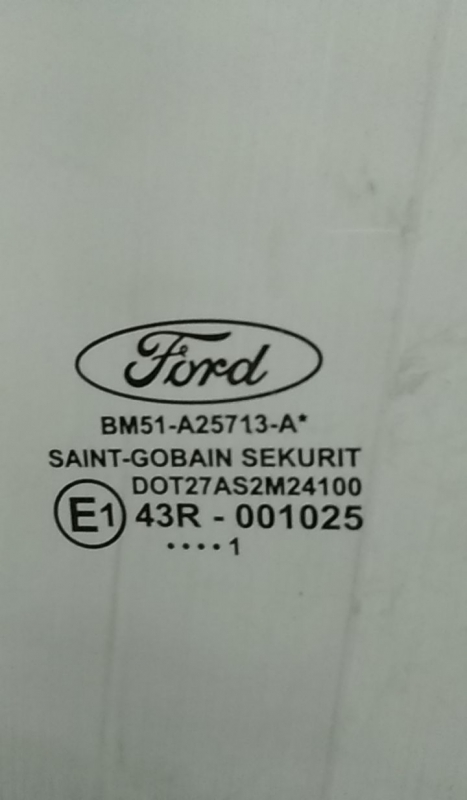 Ford
BM51-A25713-A*
SAINT-GOBAIN SEKURIT
DOT27AS2M24100
E1 43R - 001025
···· 1